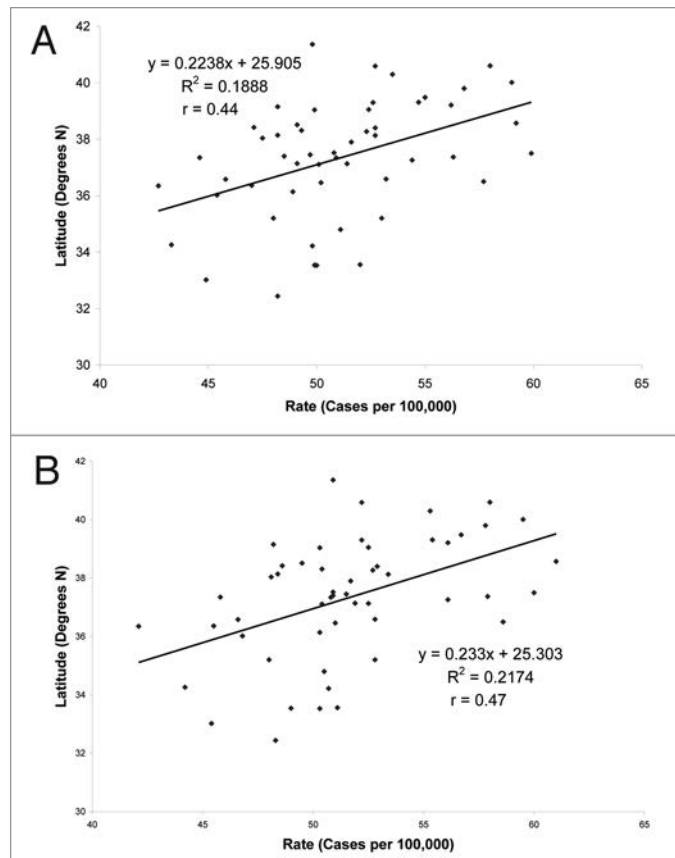 A
y = 0.2238x + 25.905
R² = 0.1888
r = 0.44
Latitude (Degrees N)
42
40
38
36
34
32
30
40 45 50 55 60 65
Rate (Cases per 100,000)
B
y = 0.233x + 25.303
R² = 0.2174
r = 0.47
Latitude (Degrees N)
42
40
38
36
34
32
30
40 45 50 55 60 65
Rate (Cases per 100,000)